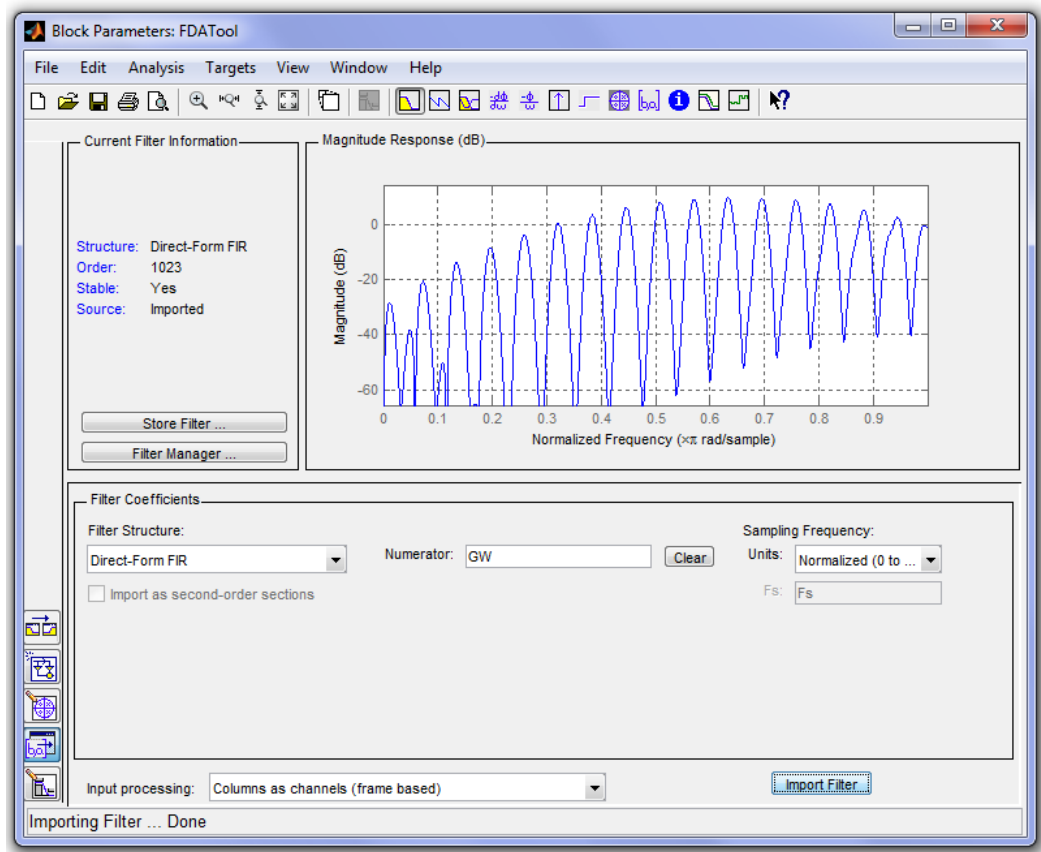 Block Parameters: FDATool
File Edit Analysis Targets View Window Help
Current Filter Information
Structure: Direct-Form FIR
Order: 1023
Stable: Yes
Source: Imported
Store Filter ...
Filter Manager ...
Magnitude Response (dB)
Magnitude (dB)
0
-20
-40
-60
0 0.1 0.2 0.3 0.4 0.5 0.6 0.7 0.8 0.9
Normalized Frequency (×π rad/sample)
Filter Coefficients
Filter Structure:
Direct-Form FIR
Import as second-order sections
Numerator: GW
Clear
Sampling Frequency:
Units: Normalized (0 to ...
Fs: Fs
Input processing: Columns as channels (frame based)
Import Filter
Importing Filter ... Done